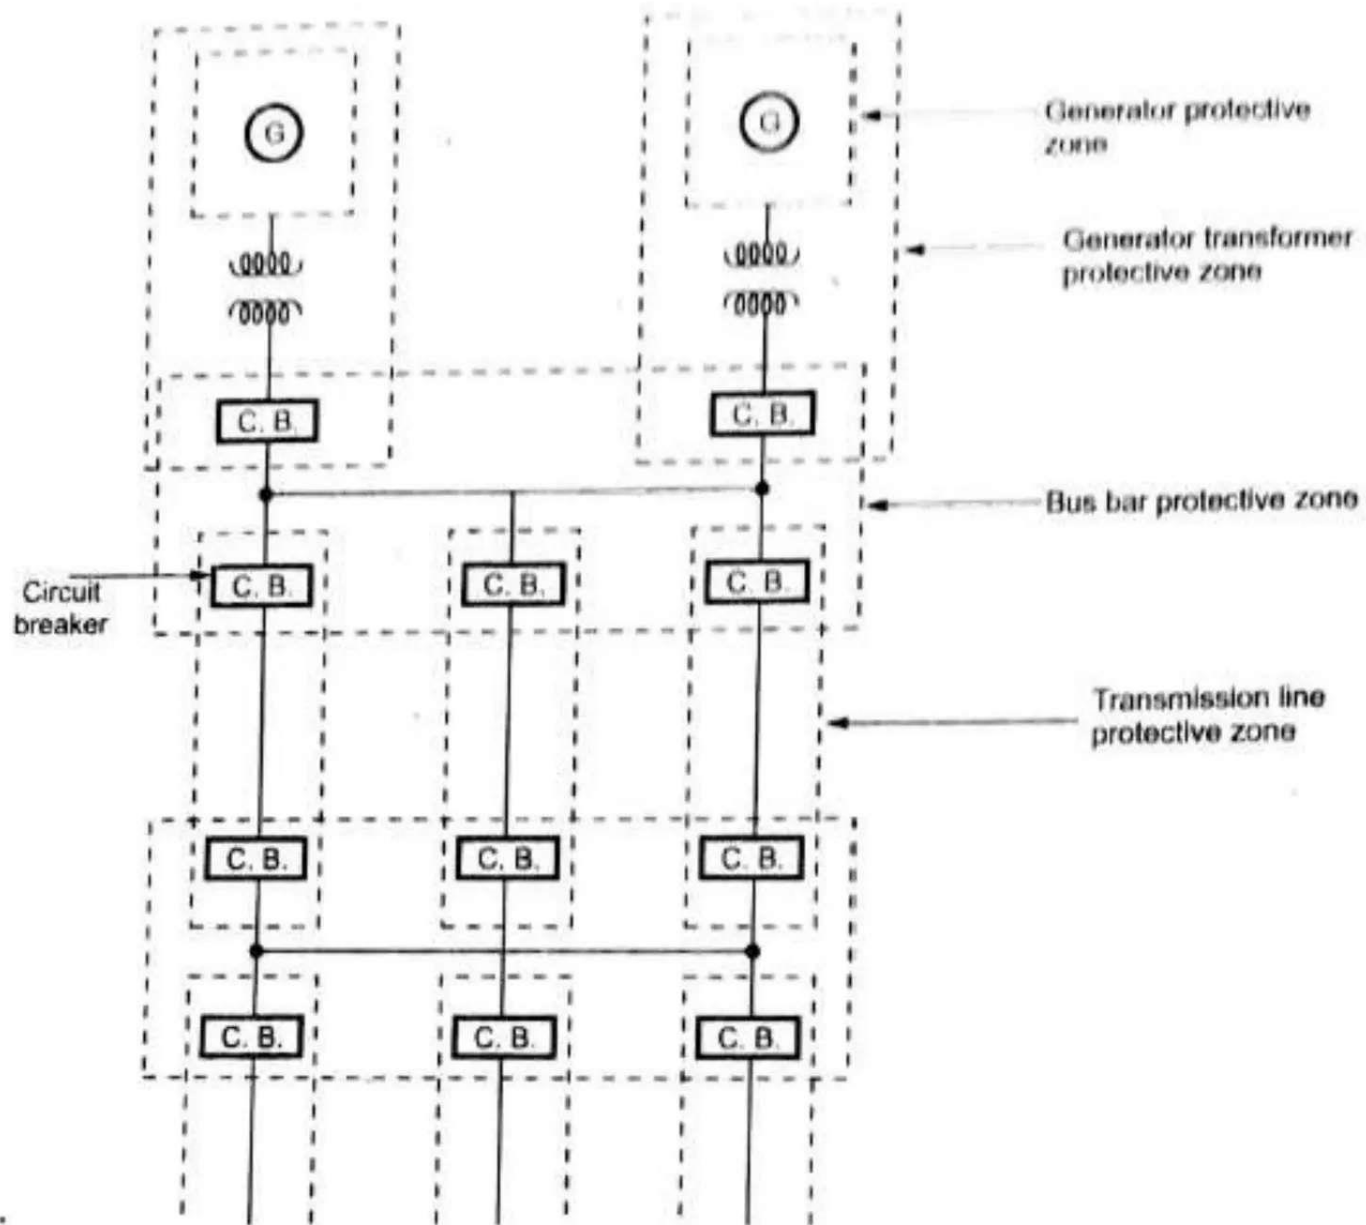 G
G
Generator protective
zone
Generator transformer
protective zone
C. B.
C. B.
Bus bar protective zone
Circuit
breaker
C. B.
C. B.
C. B.
Transmission line
protective zone
C. B.
C. B.
C. B.
C. B.
C. B.
C. B.